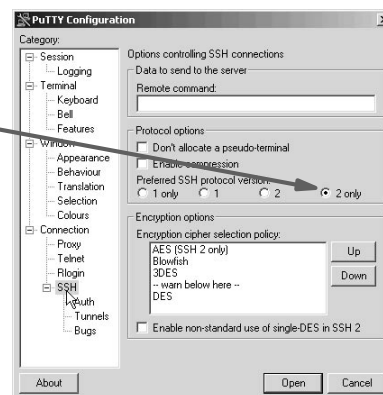 PuTTY Configuration
Category:
Session
Logging
Terminal
Keyboard
Bell
Features
Window
Appearance
Behaviour
Translation
Selection
Colours
Connection
Proxy
Telnet
Rlogin
SSH
Auth
Tunnels
Bugs
Options controlling SSH connections
Data to send to the server
Remote command:
Protocol options
Don't allocate a pseudo-terminal
Enable compression
Preferred SSH protocol version:
1 only 1 2 2 only
Encryption options
Encryption cipher selection policy:
AES (SSH 2 only)
Blowfish
3DES
-- warn below here --
DES
Up
Down
Enable non-standard use of single-DES in SSH 2
About Open Cancel